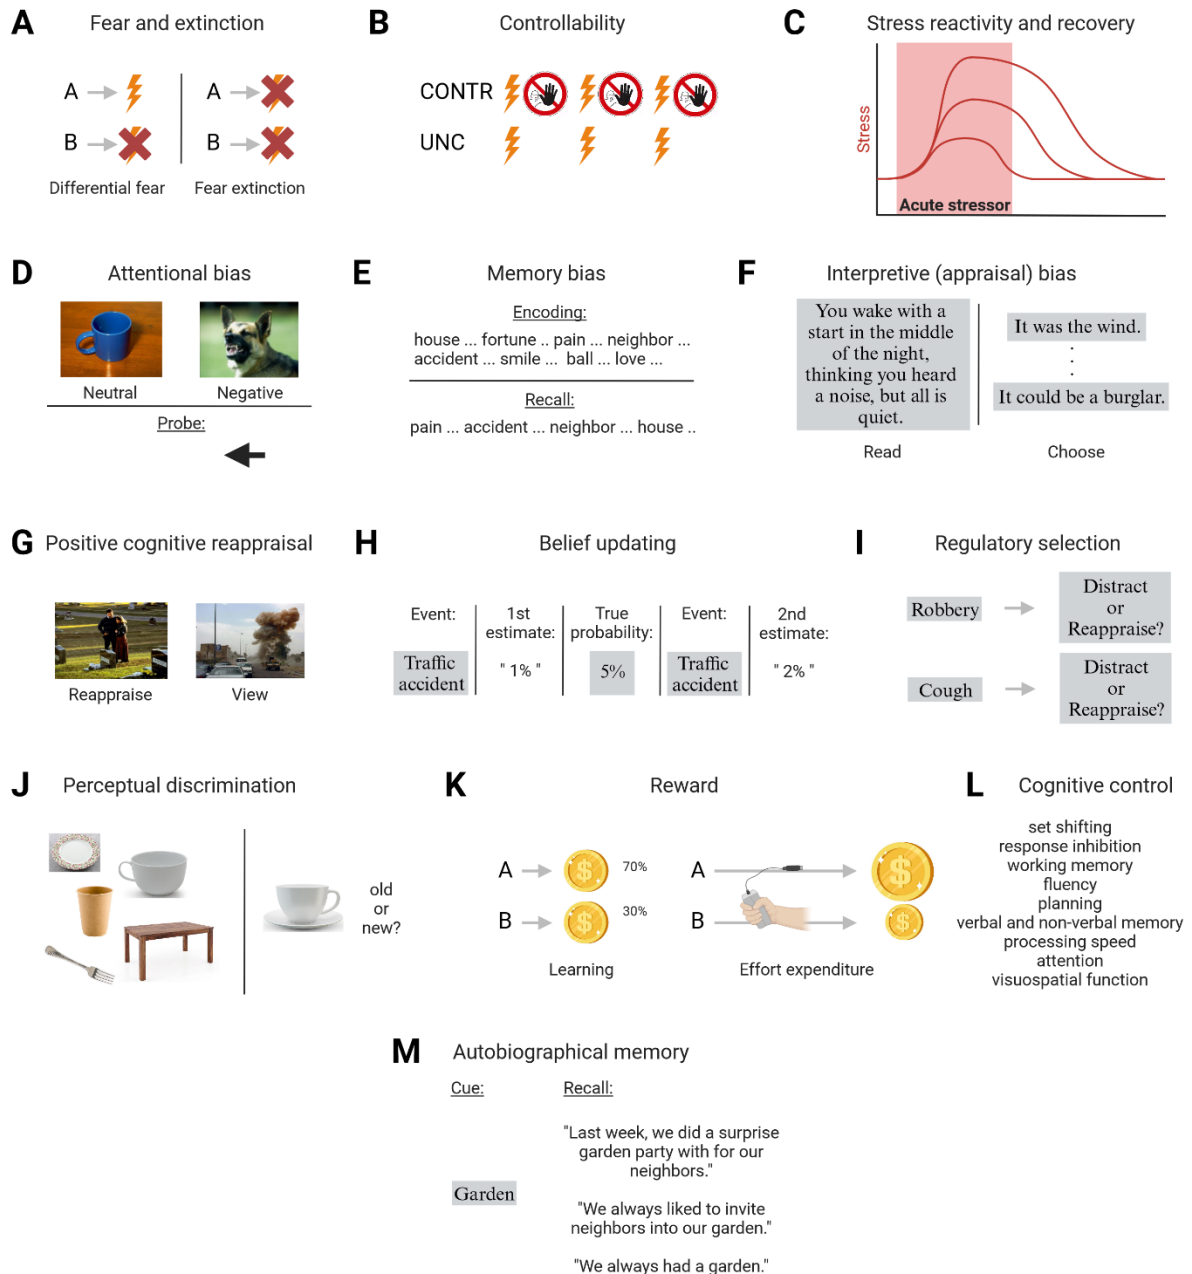 A Fear and extinction
A
A
B
B
Differential fear
Fear extinction
B Controllability
CONTR
UNC
C Stress reactivity and recovery
Stress
Acute stressor
D Attentional bias
Neutral
Negative
Probe:
E Memory bias
Encoding:
house ... fortune .. pain ... neighbor ...
accident ... smile ... ball ... love ...
Recall:
pain ... accident ... neighbor ... house ..
F Interpretive (appraisal) bias
You wake with a
start in the middle
of the night,
thinking you heard
a noise, but all is
quiet.
Read
It was the wind.
.
.
.
It could be a burglar.
Choose
G Positive cognitive reappraisal
Reappraise
View
H Belief updating
Event:
Traffic
accident
1st
estimate:
" 1% "
True
probability:
5%
Event:
Traffic
accident
2nd
estimate:
" 2% "
I Regulatory selection
Robbery
Distract
or
Reappraise?
Cough
Distract
or
Reappraise?
J Perceptual discrimination
old
or
new?
K Reward
A
$
70%
B
$
30%
Learning
A
$
B
$
Effort expenditure
L Cognitive control
set shifting
response inhibition
working memory
fluency
planning
verbal and non-verbal memory
processing speed
attention
visuospatial function
M Autobiographical memory
Cue:
Recall:
Garden
"Last week, we did a surprise
garden party with for our
neighbors."
"We always liked to invite
neighbors into our garden."
"We always had a garden."